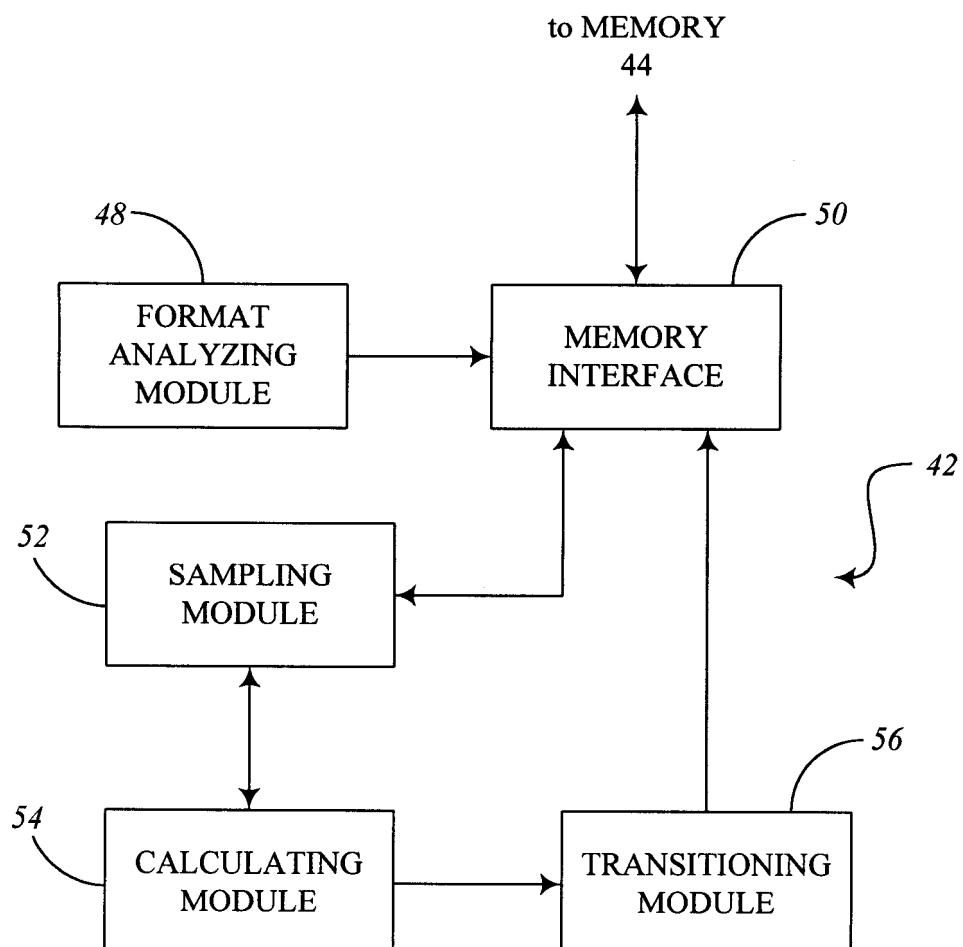 to MEMORY
44
48
50
FORMAT
ANALYZING
MODULE
MEMORY
INTERFACE
42
52
SAMPLING
MODULE
56
54
CALCULATING
MODULE
TRANSITIONING
MODULE